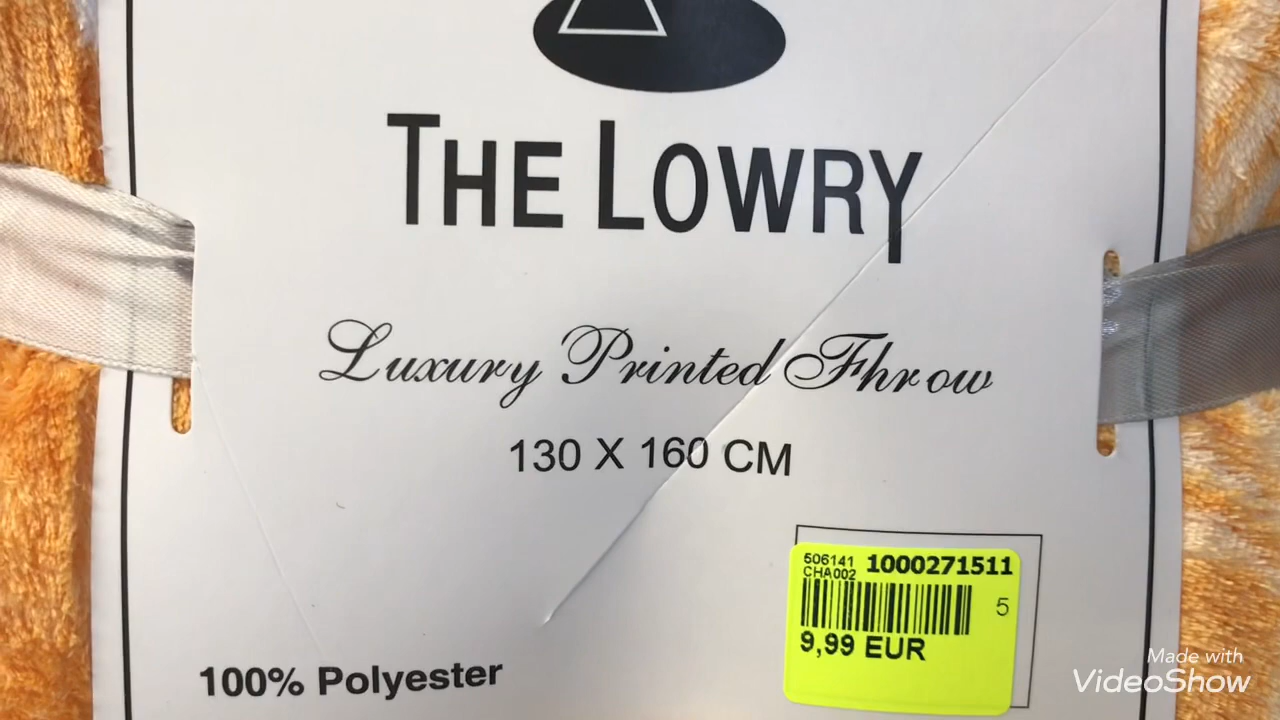 THE LOWRY
Luxury Printed Throw
130 X 160 CM
506141 1000271511
CHA002
5
9,99 EUR
100% Polyester
Made with
VideoShow